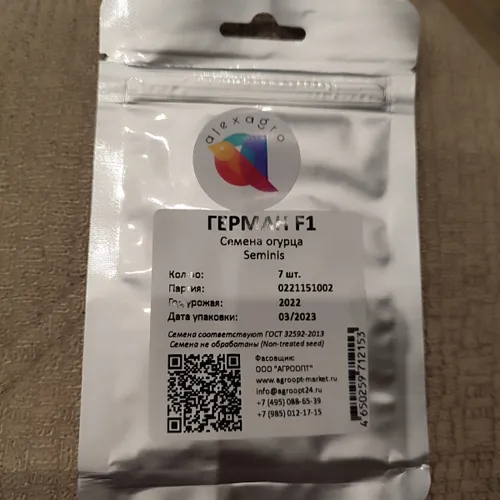 alexagro
ГЕРМАН F1
Семена огурца
Seminis
Кол-во: 7 шт.
Партия: 0221151002
Год урожая: 2022
Дата упаковки: 03/2023
Семена соответствуют ГОСТ 32592-2013
Семена не обработаны (Non-treated seed)
Фасовщик:
ООО "АГРООПТ"
www.agroopt-market.ru
info@agroopt24.ru
+7 (495) 088-65-39
+7 (985) 012-17-15
4650259712153